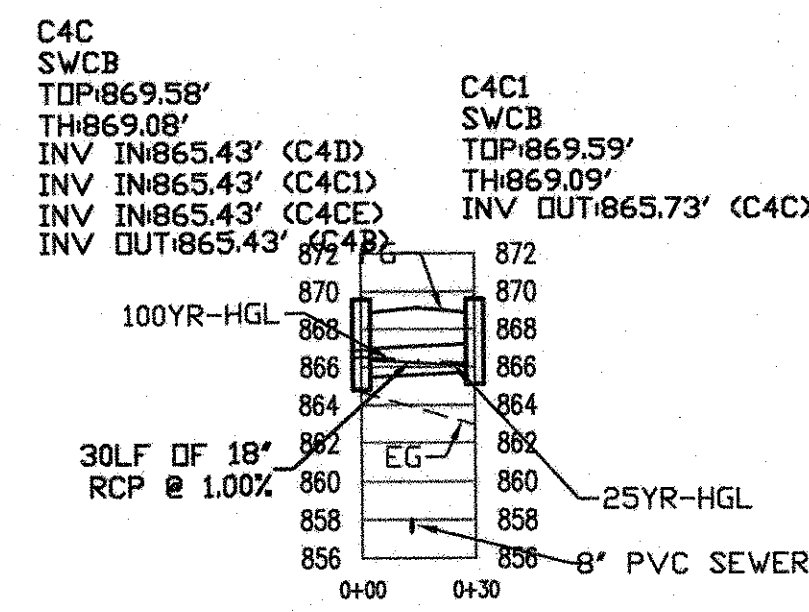 C4C
SWCB
TOP:869.58'
TH:869.08'
INV IN:865.43' (C4D)
INV IN:865.43' (C4C1)
INV IN:865.43' (C4CE)
INV OUT:865.43' (C4B)
C4C1
SWCB
TOP:869.59'
TH:869.09'
INV OUT:865.73' (C4C)
872 FG 872
870 870
100YR-HGL
868 868
866 866
864 864
862 862
30LF OF 18"
RCP @ 1.00%
EG
860 860
25YR-HGL
858 858
856 856
8" PVC SEWER
0+00 0+30